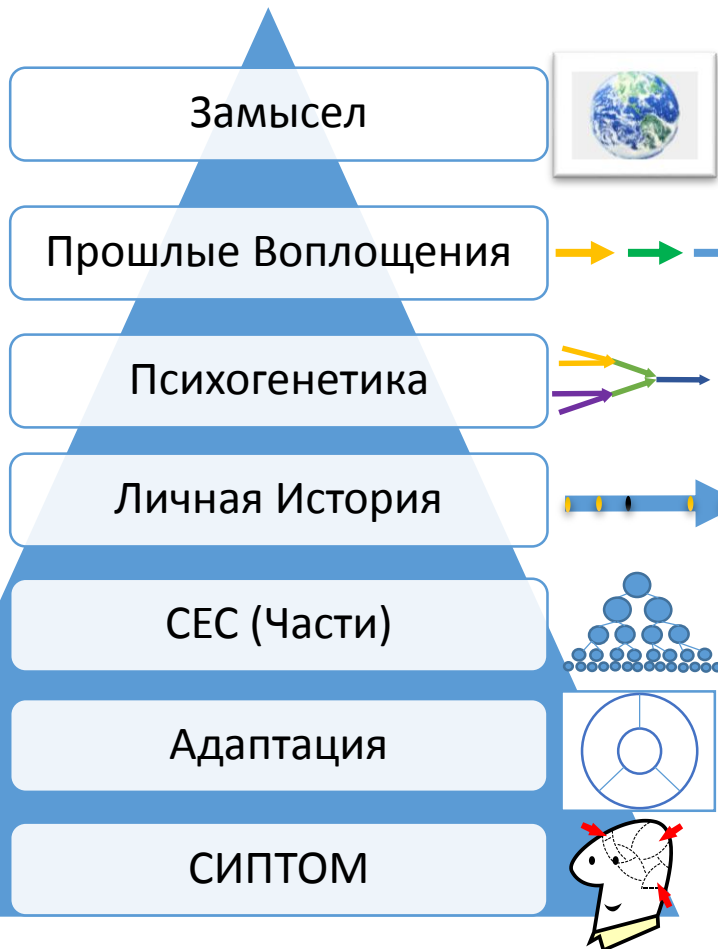 Замысел
Прошлые Воплощения
Психогенетика
Личная История
СЕС (Части)
Адаптация
СИПТОМ